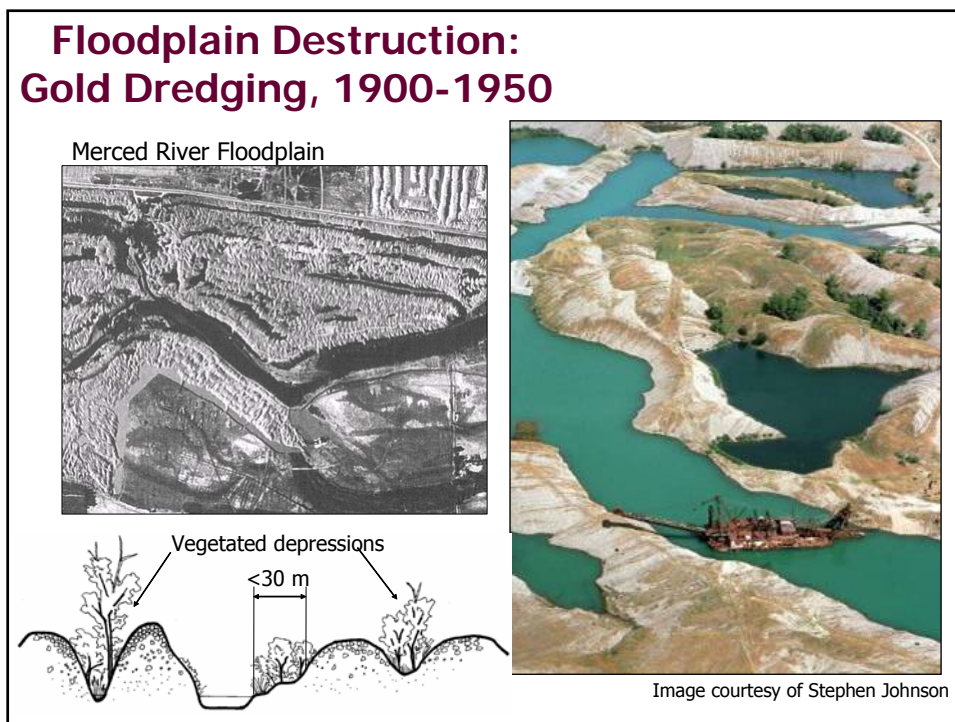 Floodplain Destruction:
Gold Dredging, 1900-1950
Merced River Floodplain
Vegetated depressions
<30 m
Image courtesy of Stephen Johnson